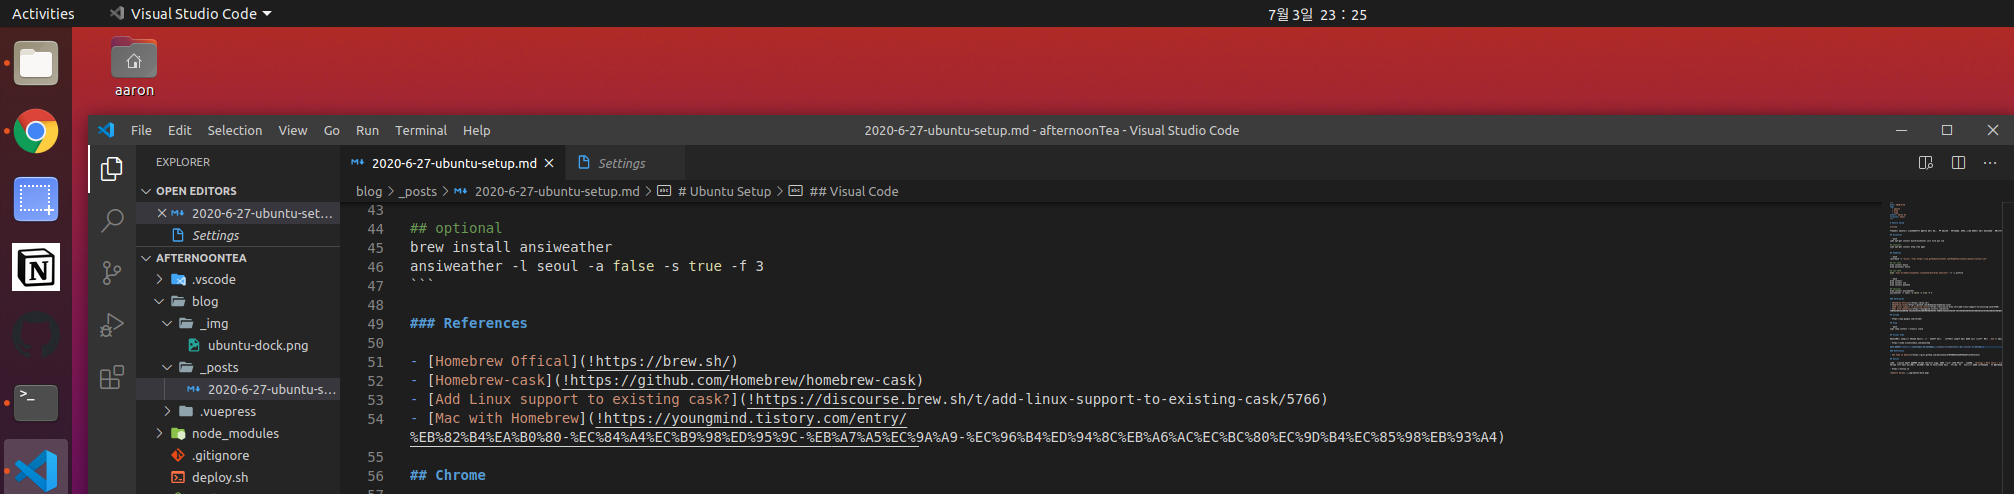 Activities
Visual Studio Code
7월 3일 23 : 25
aaron
File Edit Selection View Go Run Terminal Help
2020-6-27-ubuntu-setup.md - afternoonTea - Visual Studio Code
EXPLORER
OPEN EDITORS
2020-6-27-ubuntu-set...
Settings
AFTERNOONTEA
.vscode
blog
_img
ubuntu-dock.png
_posts
2020-6-27-ubuntu-s...
.vuepress
node_modules
.gitignore
deploy.sh
2020-6-27-ubuntu-setup.md
Settings
blog > _posts > 2020-6-27-ubuntu-setup.md > # Ubuntu Setup > ## Visual Code
43
44 ## optional
45 brew install ansiweather
46 ansiweather -l seoul -a false -s true -f 3
47 ```
48
49 ### References
50
51 - [Homebrew Offical](!https://brew.sh/)
52 - [Homebrew-cask](!https://github.com/Homebrew/homebrew-cask)
53 - [Add Linux support to existing cask?](!https://discourse.brew.sh/t/add-linux-support-to-existing-cask/5766)
54 - [Mac with Homebrew](!https://youngmind.tistory.com/entry/
%EB%82%B4%EA%B0%80-%EC%84%A4%EC%B9%98%ED%95%9C-%EB%A7%A5%EC%9A%A9-%EC%96%B4%ED%94%8C%EB%A6%AC%EC%BC%80%EC%9D%B4%EC%85%98%EB%93%A4)
55
56 ## Chrome
57